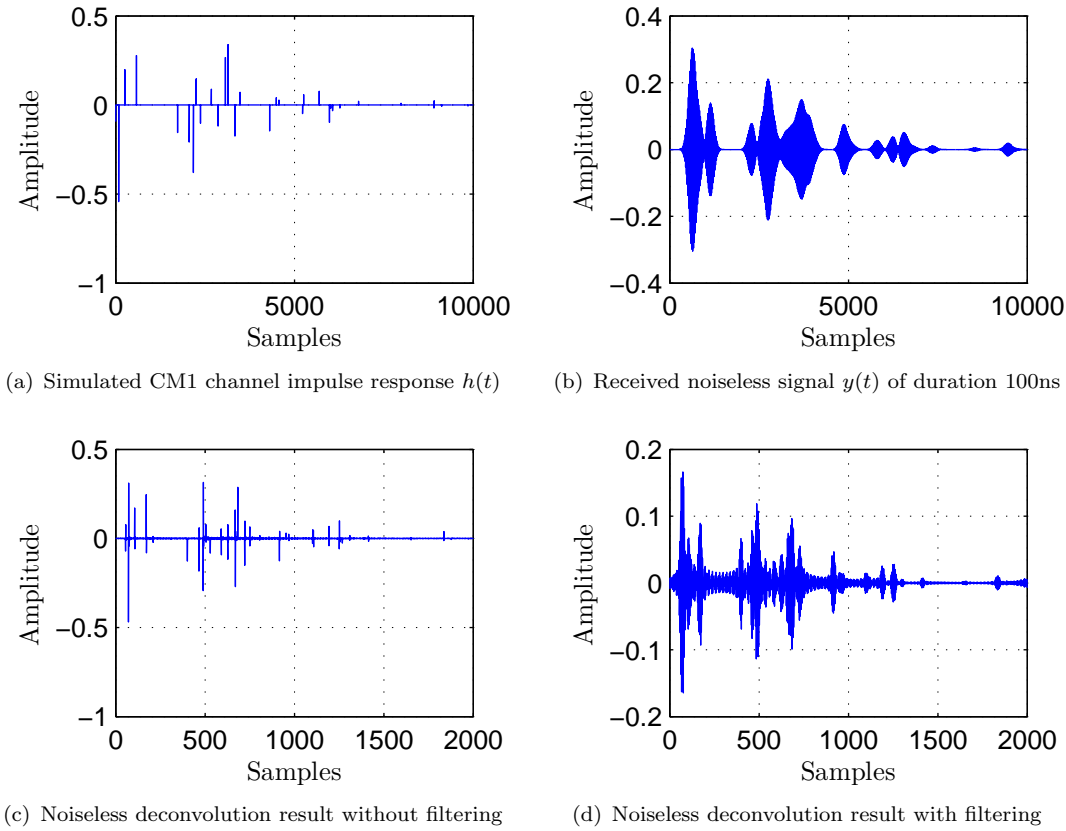 0.5
0
−0.5
−1
Amplitude
0 5000 10000
Samples
(a) Simulated CM1 channel impulse response h(t)
0.4
0.2
0
−0.2
−0.4
Amplitude
0 5000 10000
Samples
(b) Received noiseless signal y(t) of duration 100ns
0.5
0
−0.5
−1
Amplitude
0 500 1000 1500 2000
Samples
(c) Noiseless deconvolution result without filtering
0.2
0.1
0
−0.1
−0.2
Amplitude
0 500 1000 1500 2000
Samples
(d) Noiseless deconvolution result with filtering